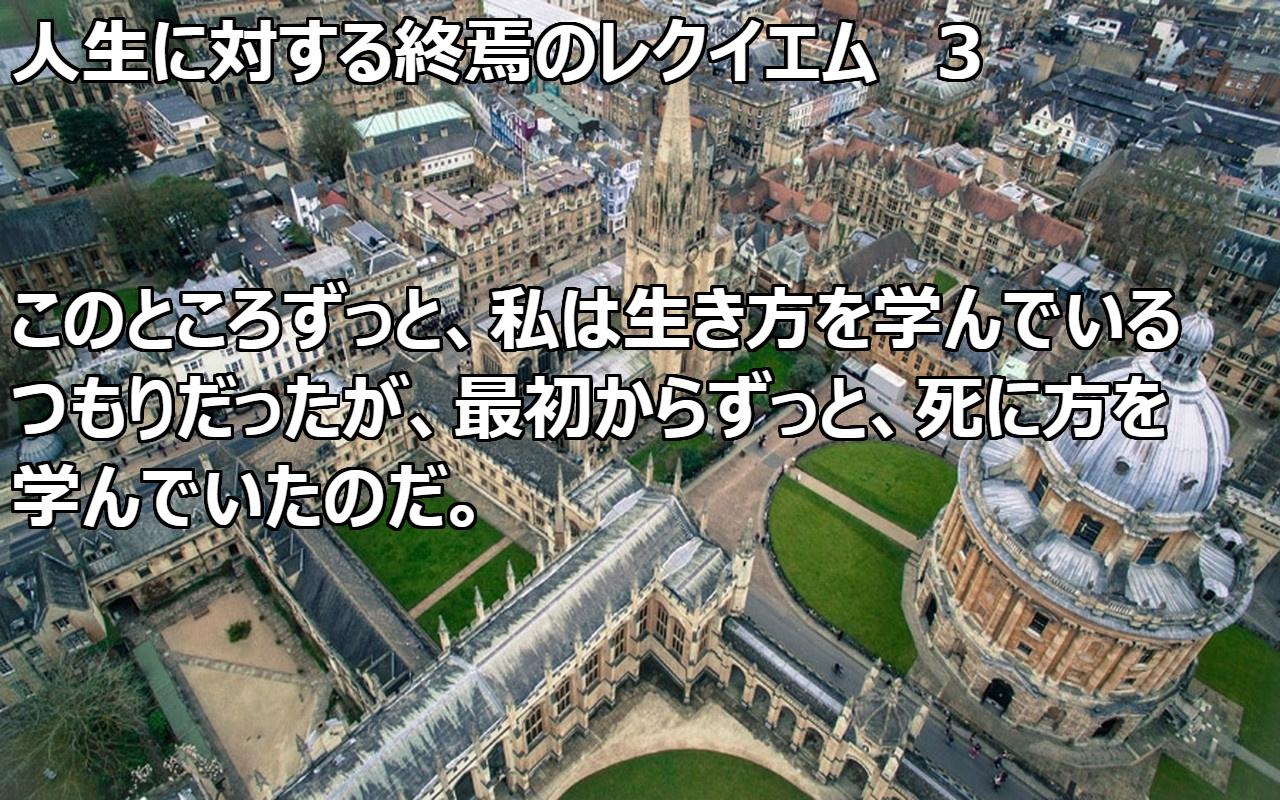 人生に対する終焉のレクイエム　3
このところずっと、私は生き方を学んでいる
つもりだったが、最初からずっと、死に方を
学んでいたのだ。